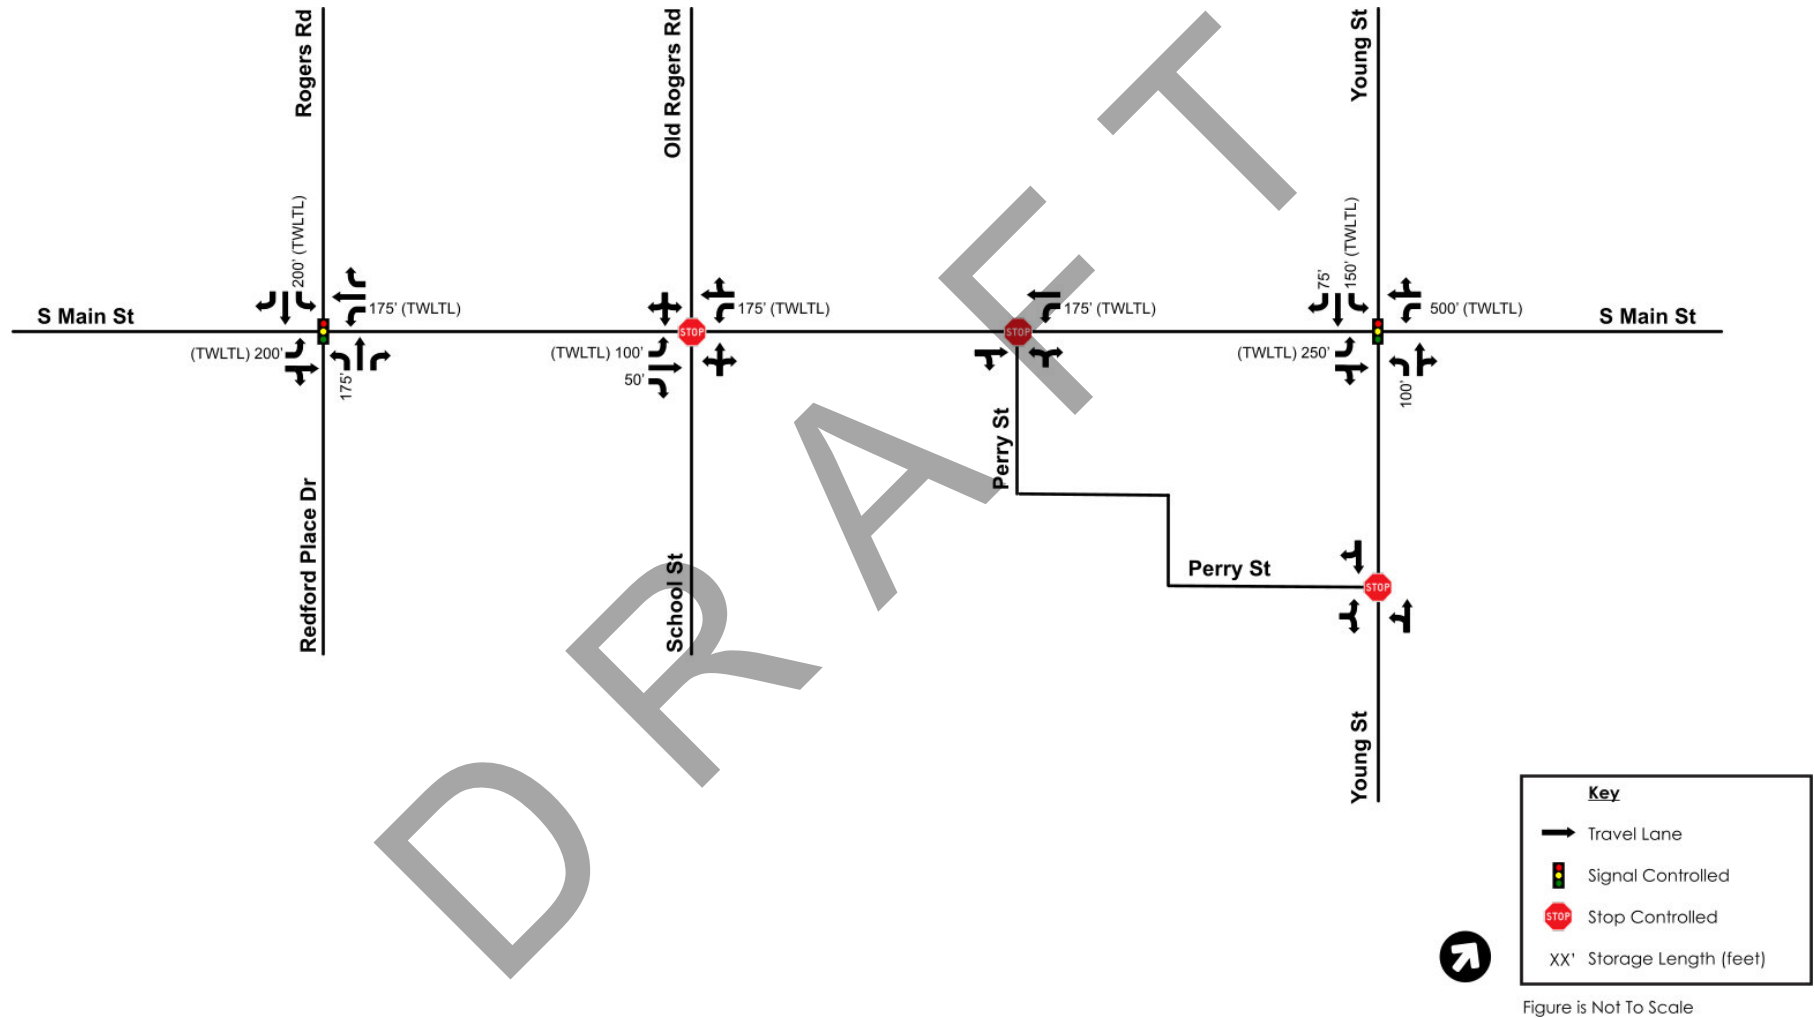 Rogers Rd
Old Rogers Rd
Young St
200' (TWLTL)
75'
150' (TWLTL)
S Main St
175' (TWLTL)
175' (TWLTL)
175' (TWLTL)
500' (TWLTL)
S Main St
STOP
STOP
(TWLTL) 200'
175'
(TWLTL) 100'
50'
(TWLTL) 250'
100'
Perry St
Redford Place Dr
School St
Perry St
STOP
Young St
DRAFT
Key
Travel Lane
Signal Controlled
STOP Stop Controlled
XX' Storage Length (feet)
Figure is Not To Scale